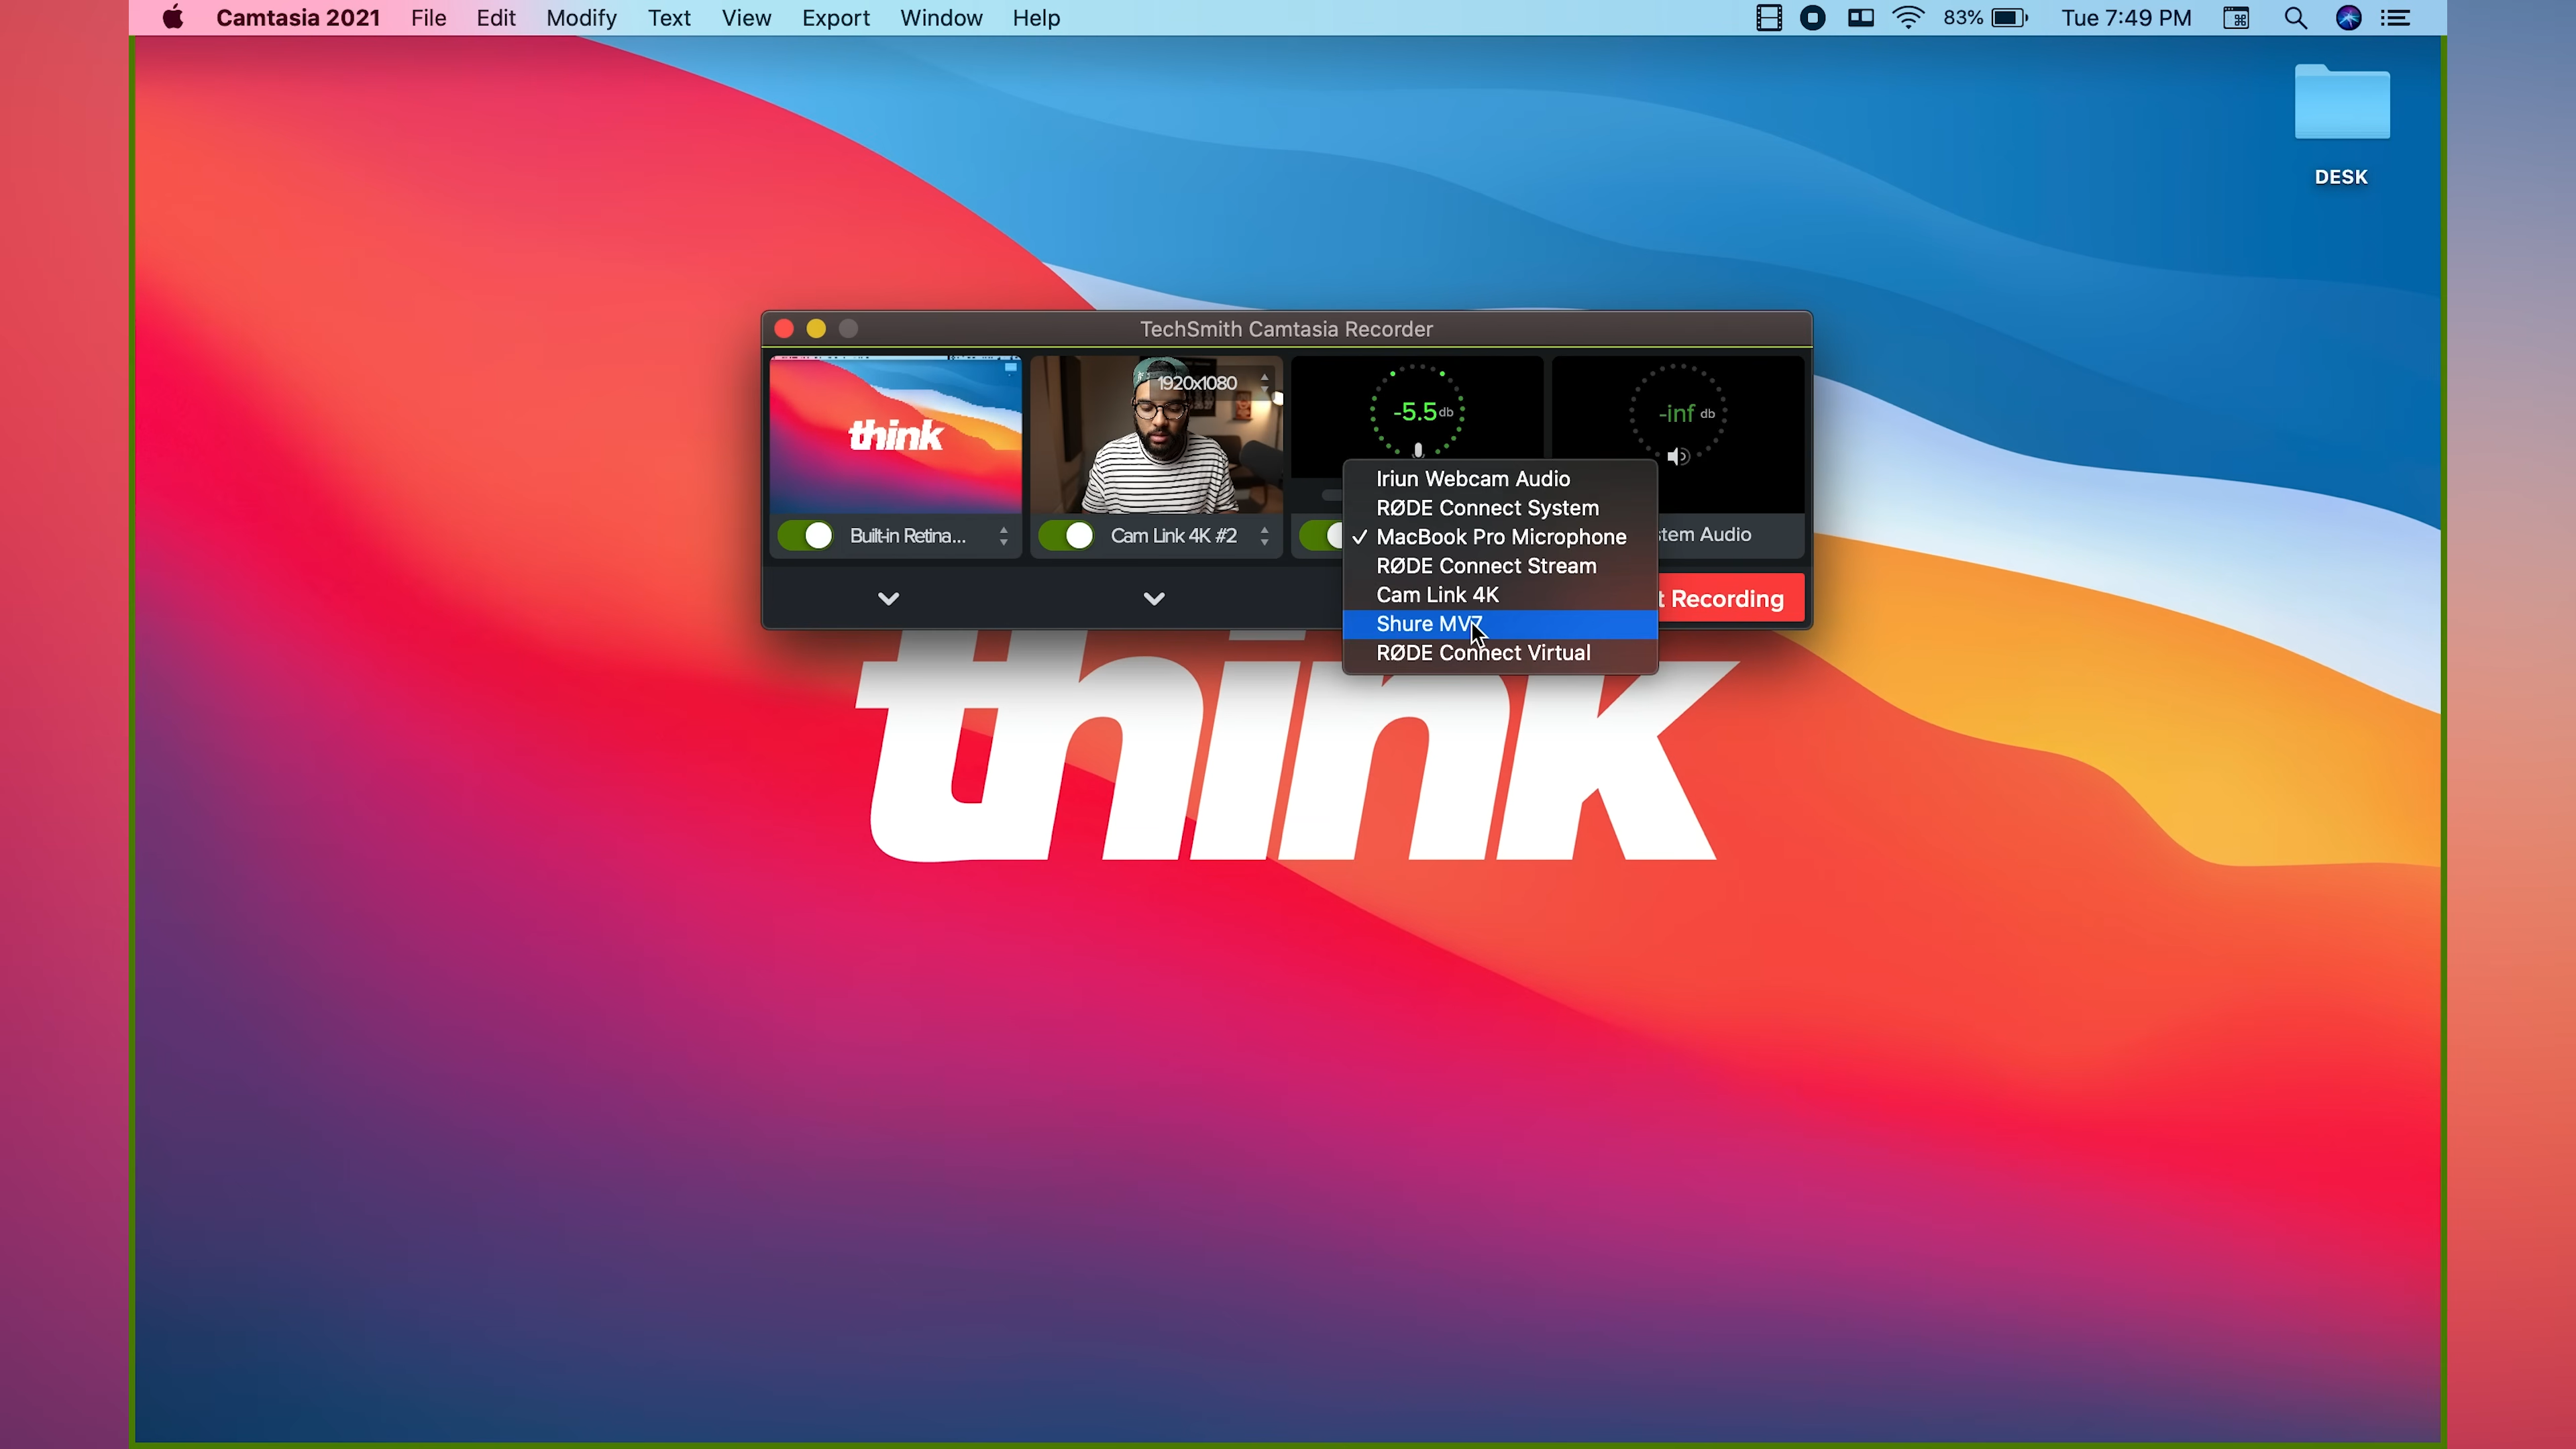 Camtasia 2021 File Edit Modify Text View Export Window Help
83% Tue 7:49 PM
DESK
TechSmith Camtasia Recorder
think
1920x1080
-5.5 db
-inf db
Built-in Retina...
Cam Link 4K #2
tem Audio
t Recording
Iriun Webcam Audio
RØDE Connect System
✓ MacBook Pro Microphone
RØDE Connect Stream
Cam Link 4K
Shure MV7
RØDE Connect Virtual
think